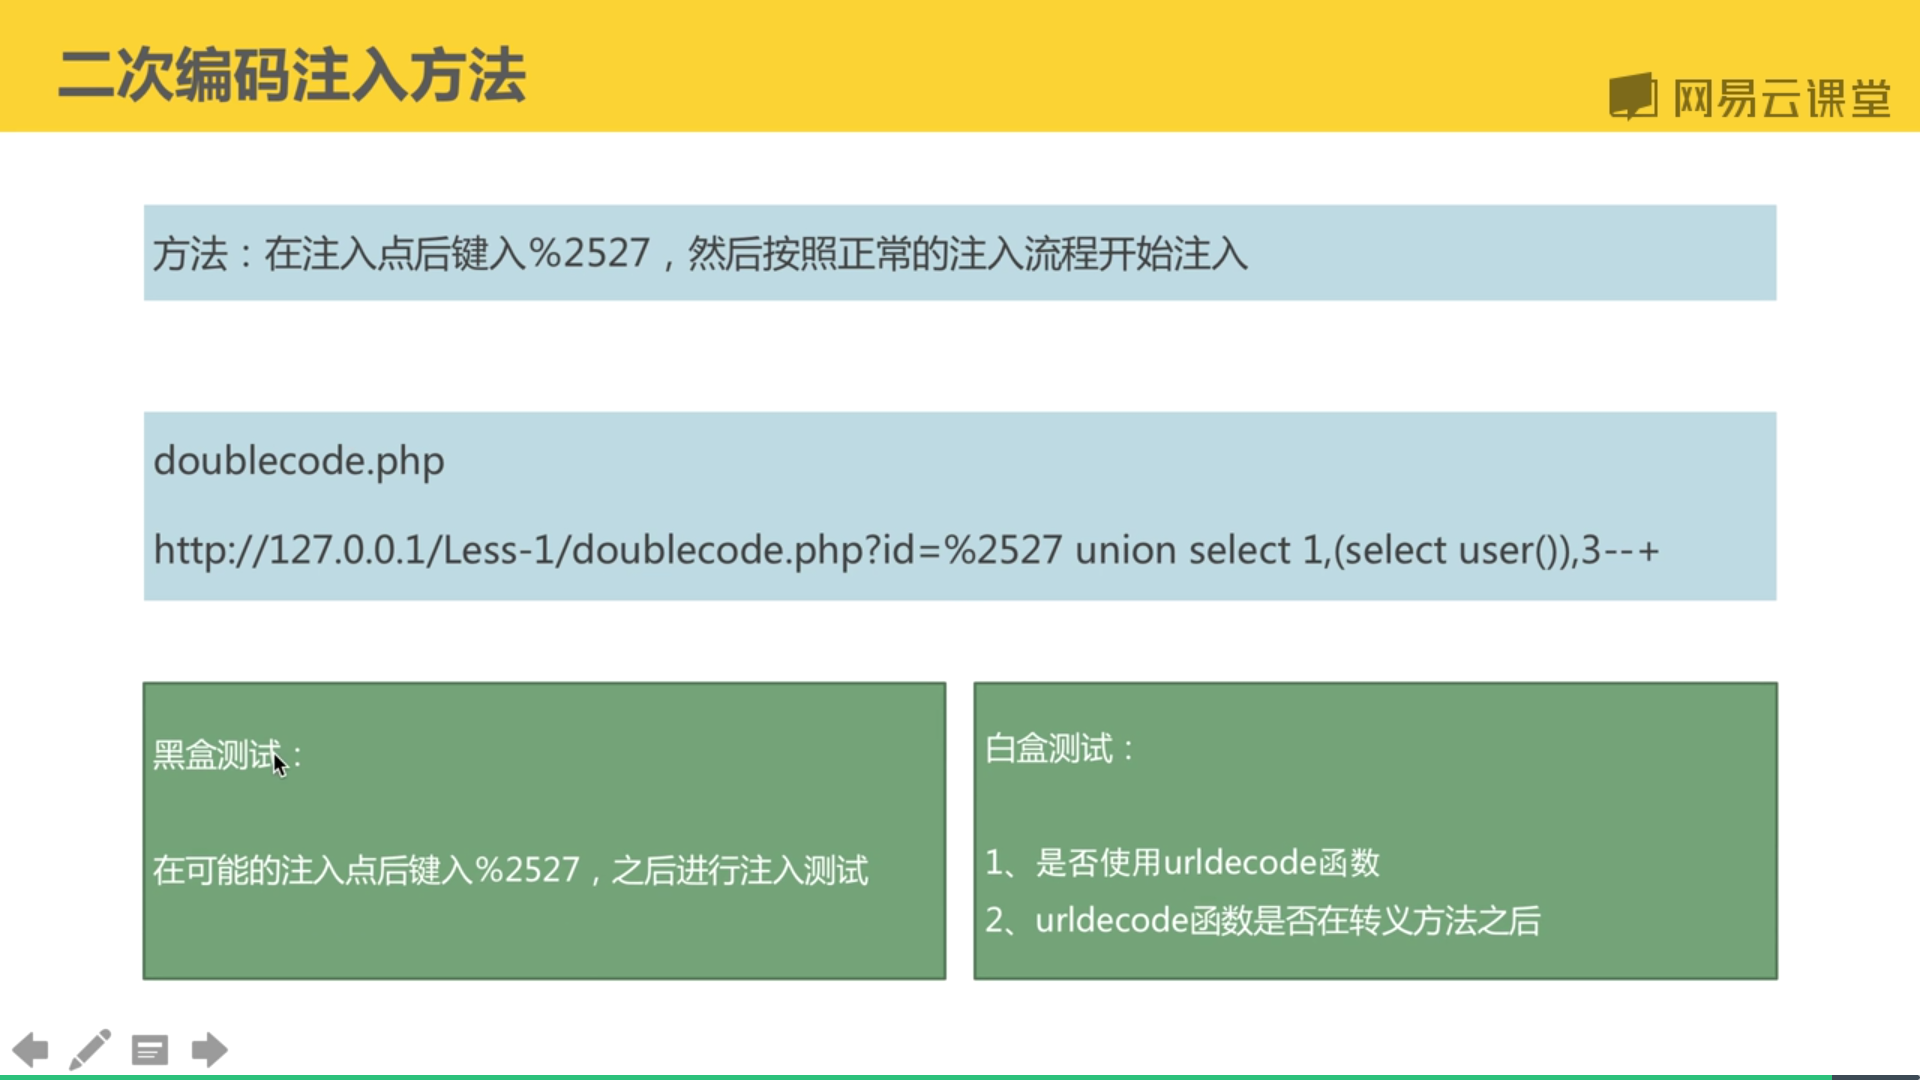 二次编码注入方法
网易云课堂
方法：在注入点后键入%2527，然后按照正常的注入流程开始注入
doublecode.php
http://127.0.0.1/Less-1/doublecode.php?id=%2527 union select 1,(select user()),3--+
黑盒测试：
在可能的注入点后键入%2527，之后进行注入测试
白盒测试：
1、是否使用urldecode函数
2、urldecode函数是否在转义方法之后